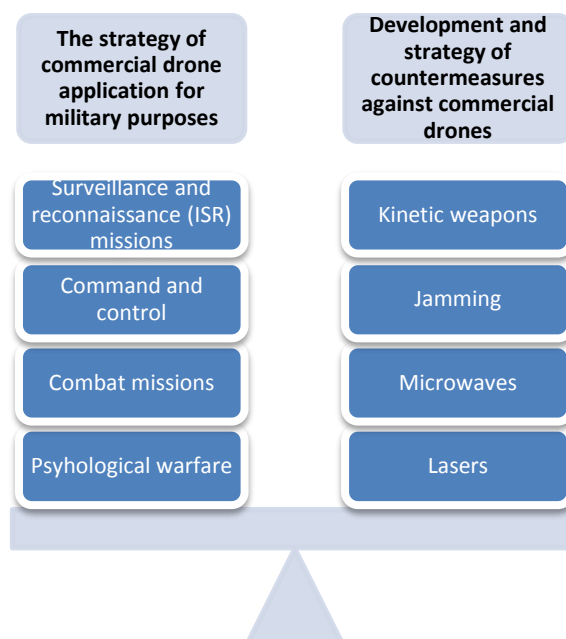 The strategy of
commercial drone
application for
military purposes
Surveillance and
reconnaissance (ISR)
missions
Command and
control
Combat missions
Psyhological warfare
Development and
strategy of
countermeasures
against commercial
drones
Kinetic weapons
Jamming
Microwaves
Lasers